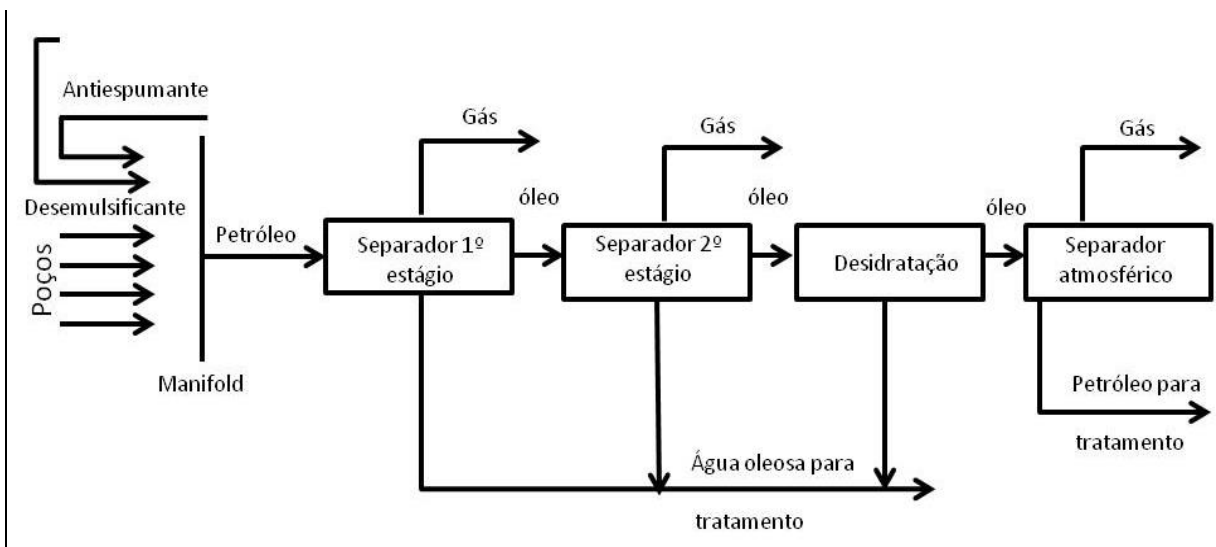 Antiespumante
Desemulsificante
Poços
Manifold
Petróleo
Separador 1º
estágio
Gás
óleo
Separador 2º
estágio
Gás
óleo
Desidratação
óleo
Separador
atmosférico
Gás
Petróleo para
tratamento
Água oleosa para
tratamento